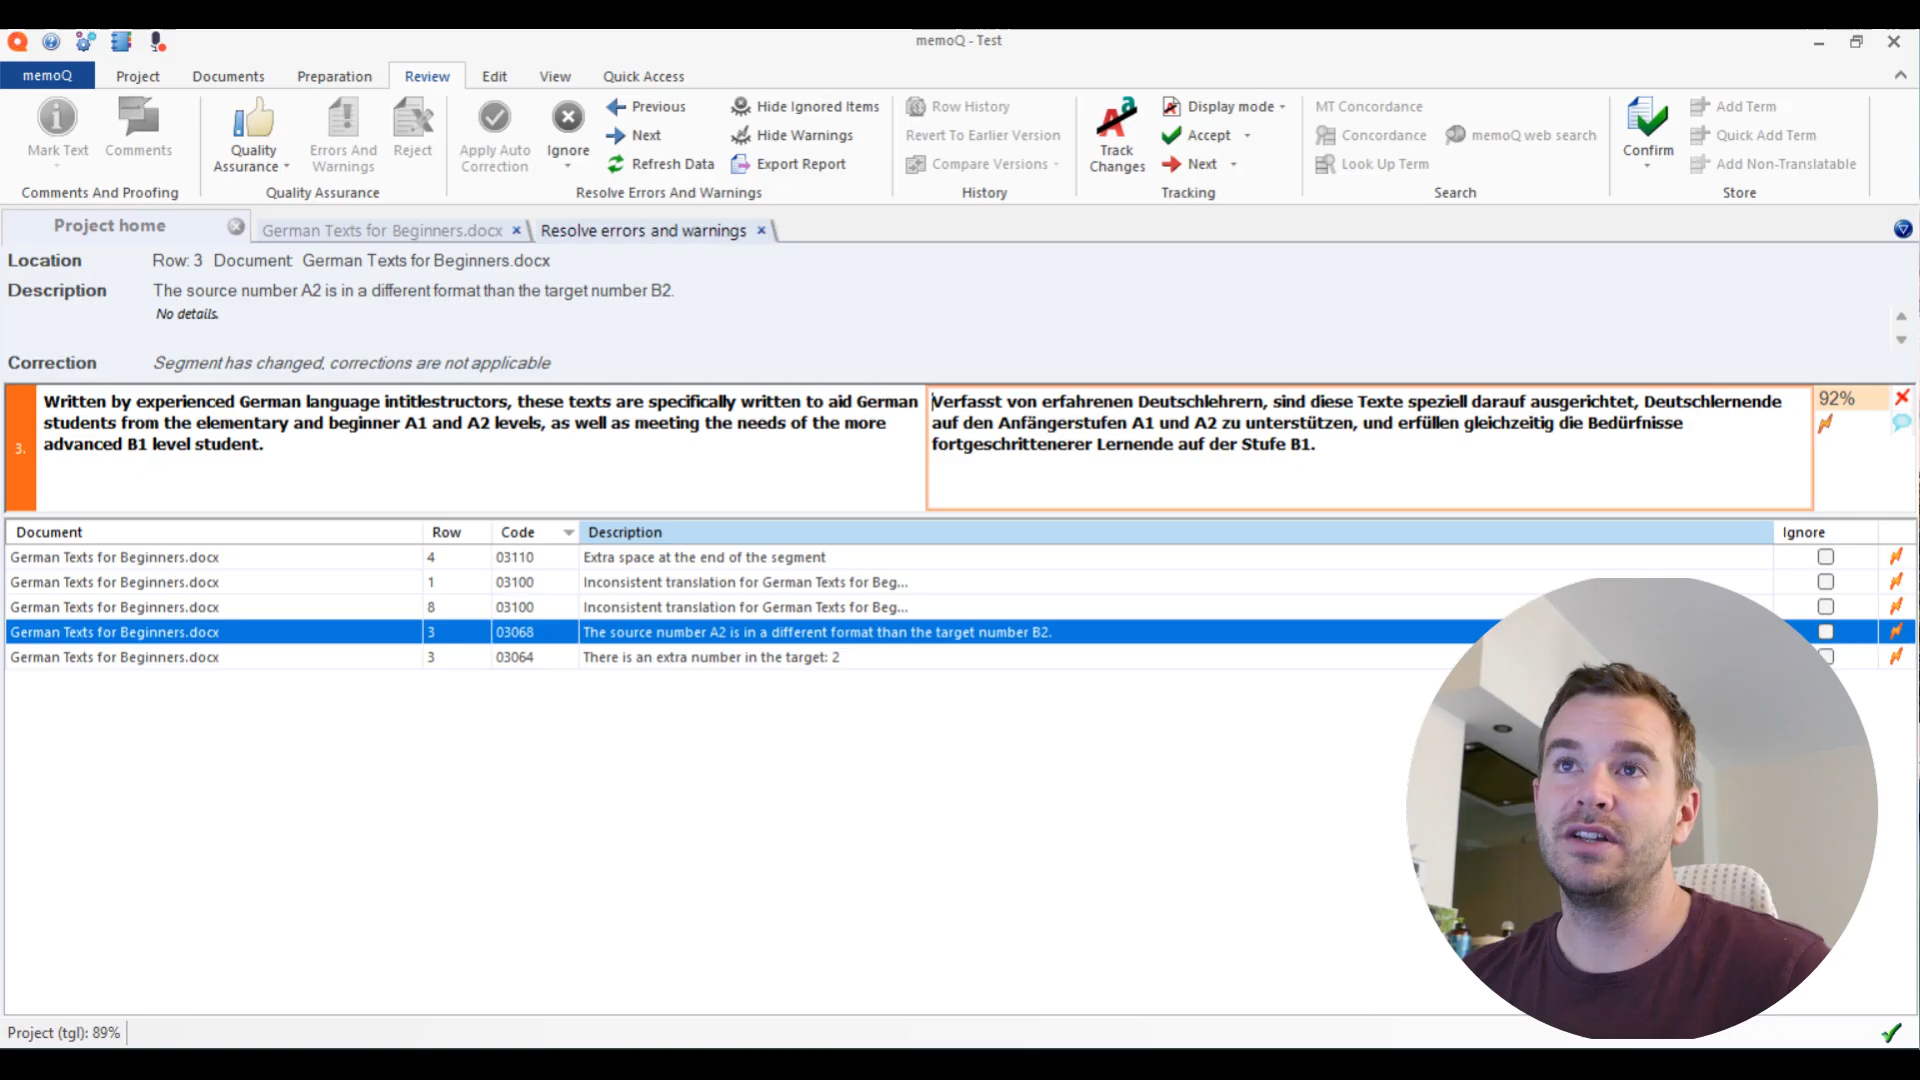 memoQ - Test
memoQ Project Documents Preparation Review Edit View Quick Access
Mark Text
Comments
Comments And Proofing
Quality Assurance
Errors And Warnings
Reject
Quality Assurance
Apply Auto Correction
Ignore
Previous
Next
Refresh Data
Hide Ignored Items
Hide Warnings
Export Report
Resolve Errors And Warnings
Row History
Revert To Earlier Version
Compare Versions
History
Track Changes
Display mode
Accept
Next
Tracking
MT Concordance
Concordance
Look Up Term
memoQ web search
Search
Confirm
Add Term
Quick Add Term
Add Non-Translatable
Store
Project home German Texts for Beginners.docx Resolve errors and warnings
Location Row: 3 Document: German Texts for Beginners.docx
Description The source number A2 is in a different format than the target number B2.
No details.
Correction Segment has changed, corrections are not applicable
3.
Written by experienced German language intitlestructors, these texts are specifically written to aid German
students from the elementary and beginner A1 and A2 levels, as well as meeting the needs of the more
advanced B1 level student.
Verfasst von erfahrenen Deutschlehrern, sind diese Texte speziell darauf ausgerichtet, Deutschlernende
auf den Anfängerstufen A1 und A2 zu unterstützen, und erfüllen gleichzeitig die Bedürfnisse
fortgeschrittenerer Lernende auf der Stufe B1.
92%
Document Row Code Description Ignore
German Texts for Beginners.docx 4 03110 Extra space at the end of the segment
German Texts for Beginners.docx 1 03100 Inconsistent translation for German Texts for Beg...
German Texts for Beginners.docx 8 03100 Inconsistent translation for German Texts for Beg...
German Texts for Beginners.docx 3 03068 The source number A2 is in a different format than the target number B2.
German Texts for Beginners.docx 3 03064 There is an extra number in the target: 2
Project (tgl): 89%